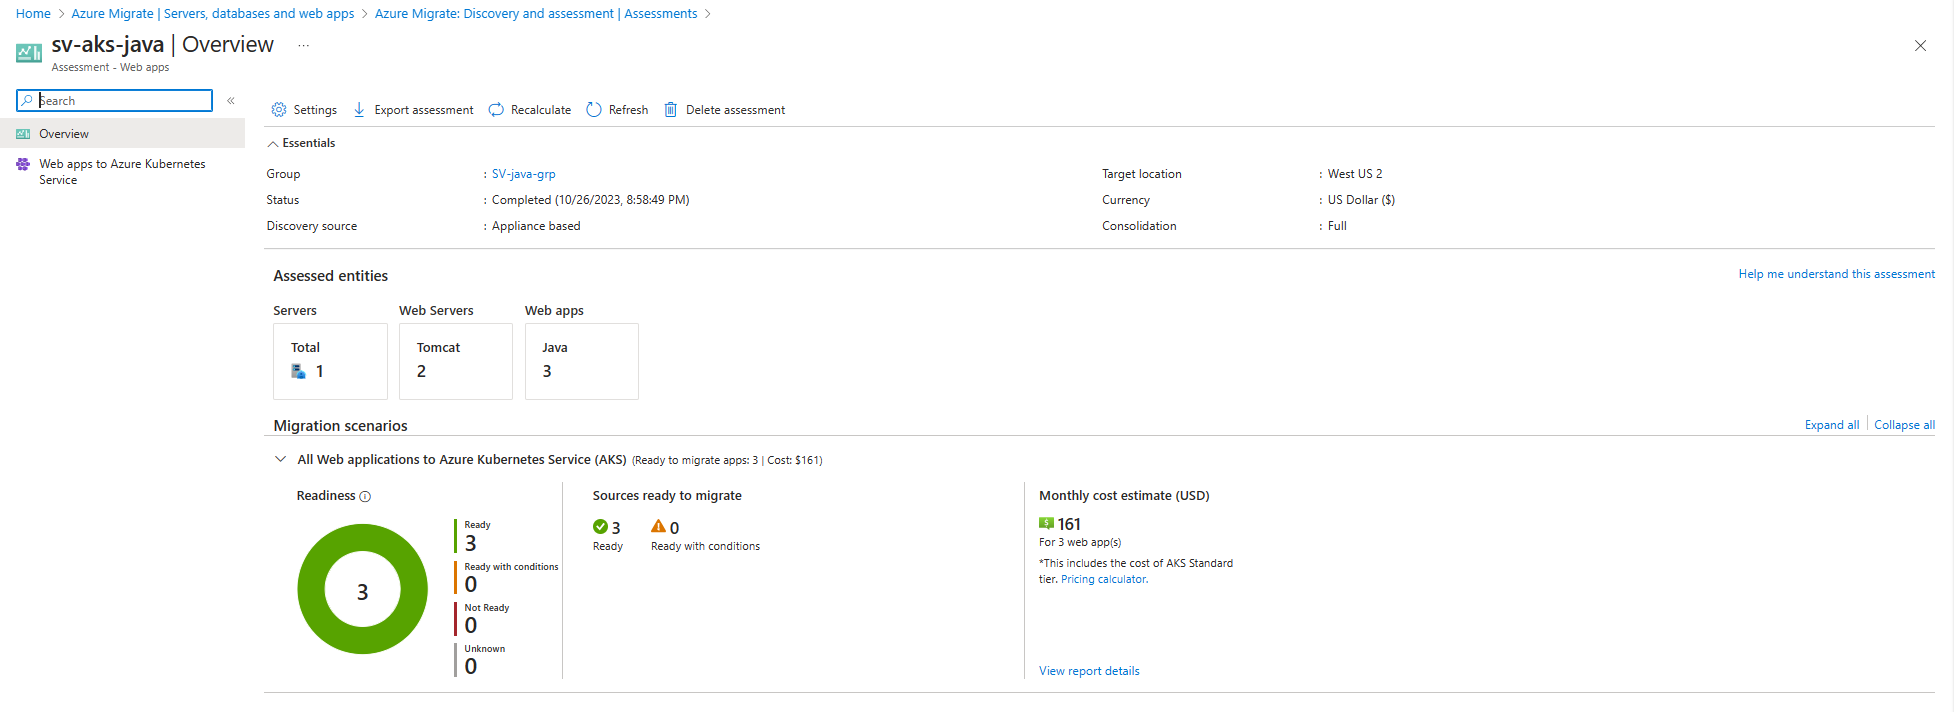 Home > Azure Migrate | Servers, databases and web apps > Azure Migrate: Discovery and assessment | Assessments >
sv-aks-java | Overview ...
Assessment - Web apps
Search «
Overview
Web apps to Azure Kubernetes
Service
Settings Export assessment Recalculate Refresh Delete assessment
Essentials
Group : SV-java-grp
Status : Completed (10/26/2023, 8:58:49 PM)
Discovery source : Appliance based
Target location : West US 2
Currency : US Dollar ($)
Consolidation : Full
Assessed entities
Help me understand this assessment
Servers
Total
1
Web Servers
Tomcat
2
Web apps
Java
3
Migration scenarios
Expand all | Collapse all
All Web applications to Azure Kubernetes Service (AKS) (Ready to migrate apps: 3 | Cost: $161)
Readiness
3
Ready
3
Ready with conditions
0
Not Ready
0
Unknown
0
Sources ready to migrate
3
Ready
0
Ready with conditions
Monthly cost estimate (USD)
161
For 3 web app(s)
*This includes the cost of AKS Standard
tier. Pricing calculator.
View report details